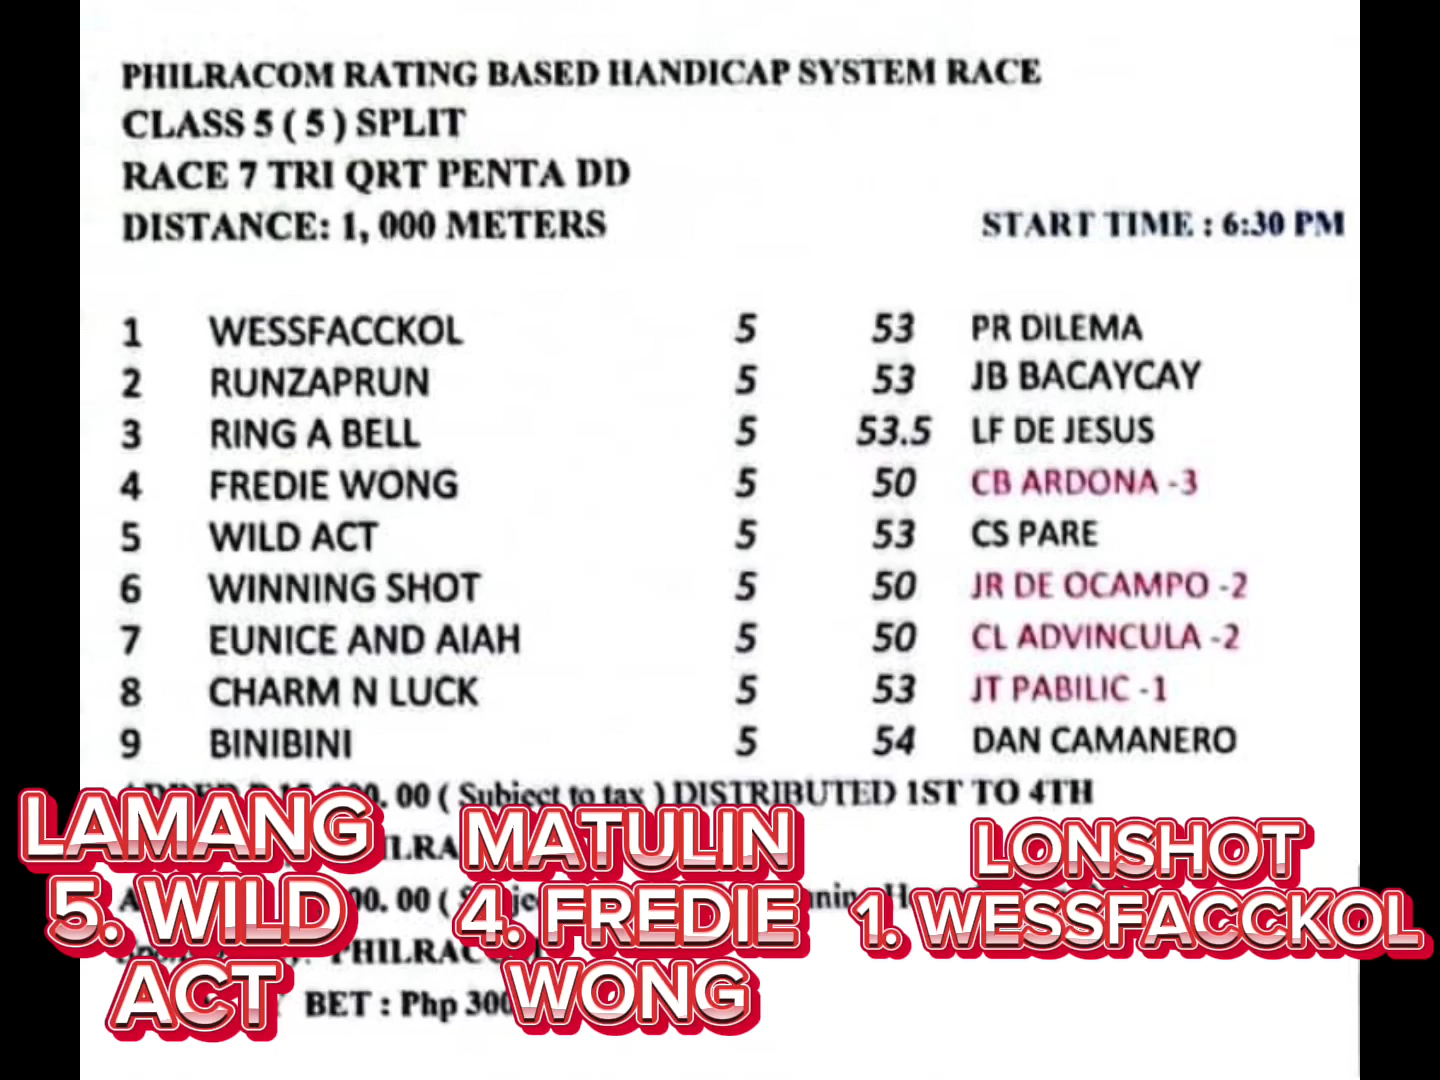 PHILRACOM RATING BASED HANDICAP SYSTEM RACE
CLASS 5 ( 5 ) SPLIT
RACE 7 TRI QRT PENTA DD
DISTANCE: 1, 000 METERS START TIME : 6:30 PM
1 WESSFACCKOL 5 53 PR DILEMA
2 RUNZAPRUN 5 53 JB BACAYCAY
3 RING A BELL 5 53.5 LF DE JESUS
4 FREDIE WONG 5 50 CB ARDONA -3
5 WILD ACT 5 53 CS PARE
6 WINNING SHOT 5 50 JR DE OCAMPO -2
7 EUNICE AND AIAH 5 50 CL ADVINCULA -2
8 CHARM N LUCK 5 53 JT PABILIC -1
9 BINIBINI 5 54 DAN CAMANERO
00 ( Subject to tax ) DISTRIBUTED 1ST TO 4TH
BET : Php 300
LAMANG
5. WILD
ACT
MATULIN
4. FREDIE
WONG
LONSHOT
1. WESSFACCKOL